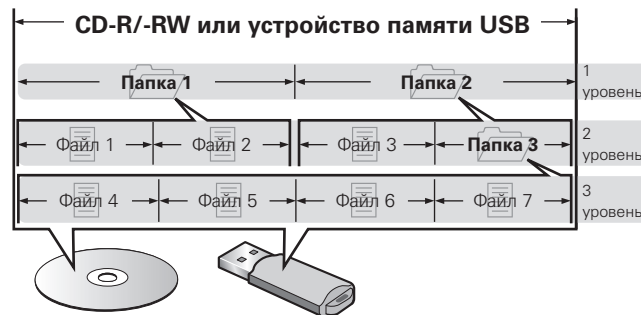 CD-R/-RW или устройство памяти USB
Папка 1 Папка 2 1 уровень
Файл 1 Файл 2 Файл 3 Папка 3 2 уровень
Файл 4 Файл 5 Файл 6 Файл 7 3 уровень